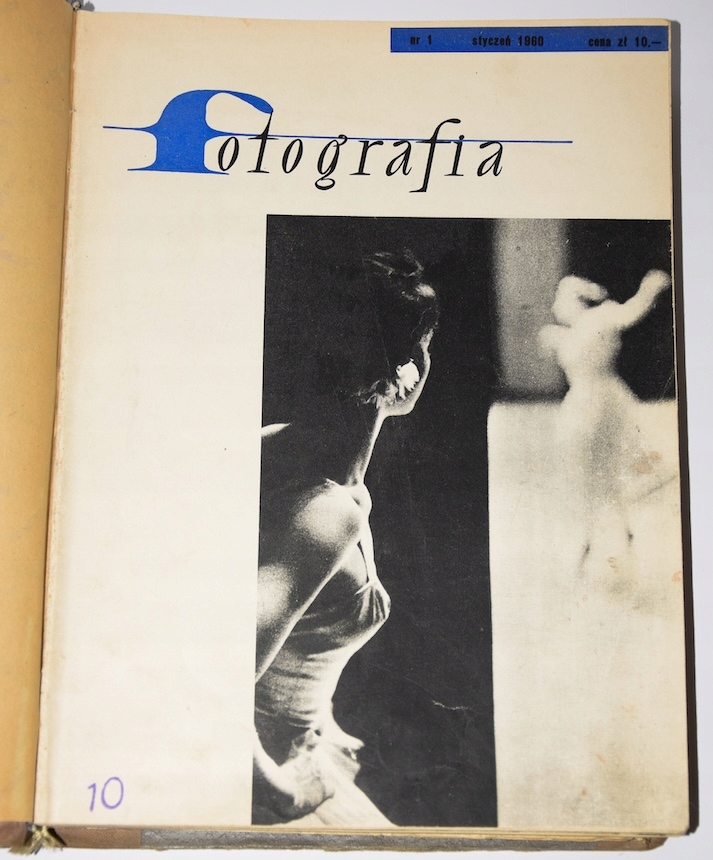 nr 1 styczeń 1960 cena zł 10,—
fotografia
10